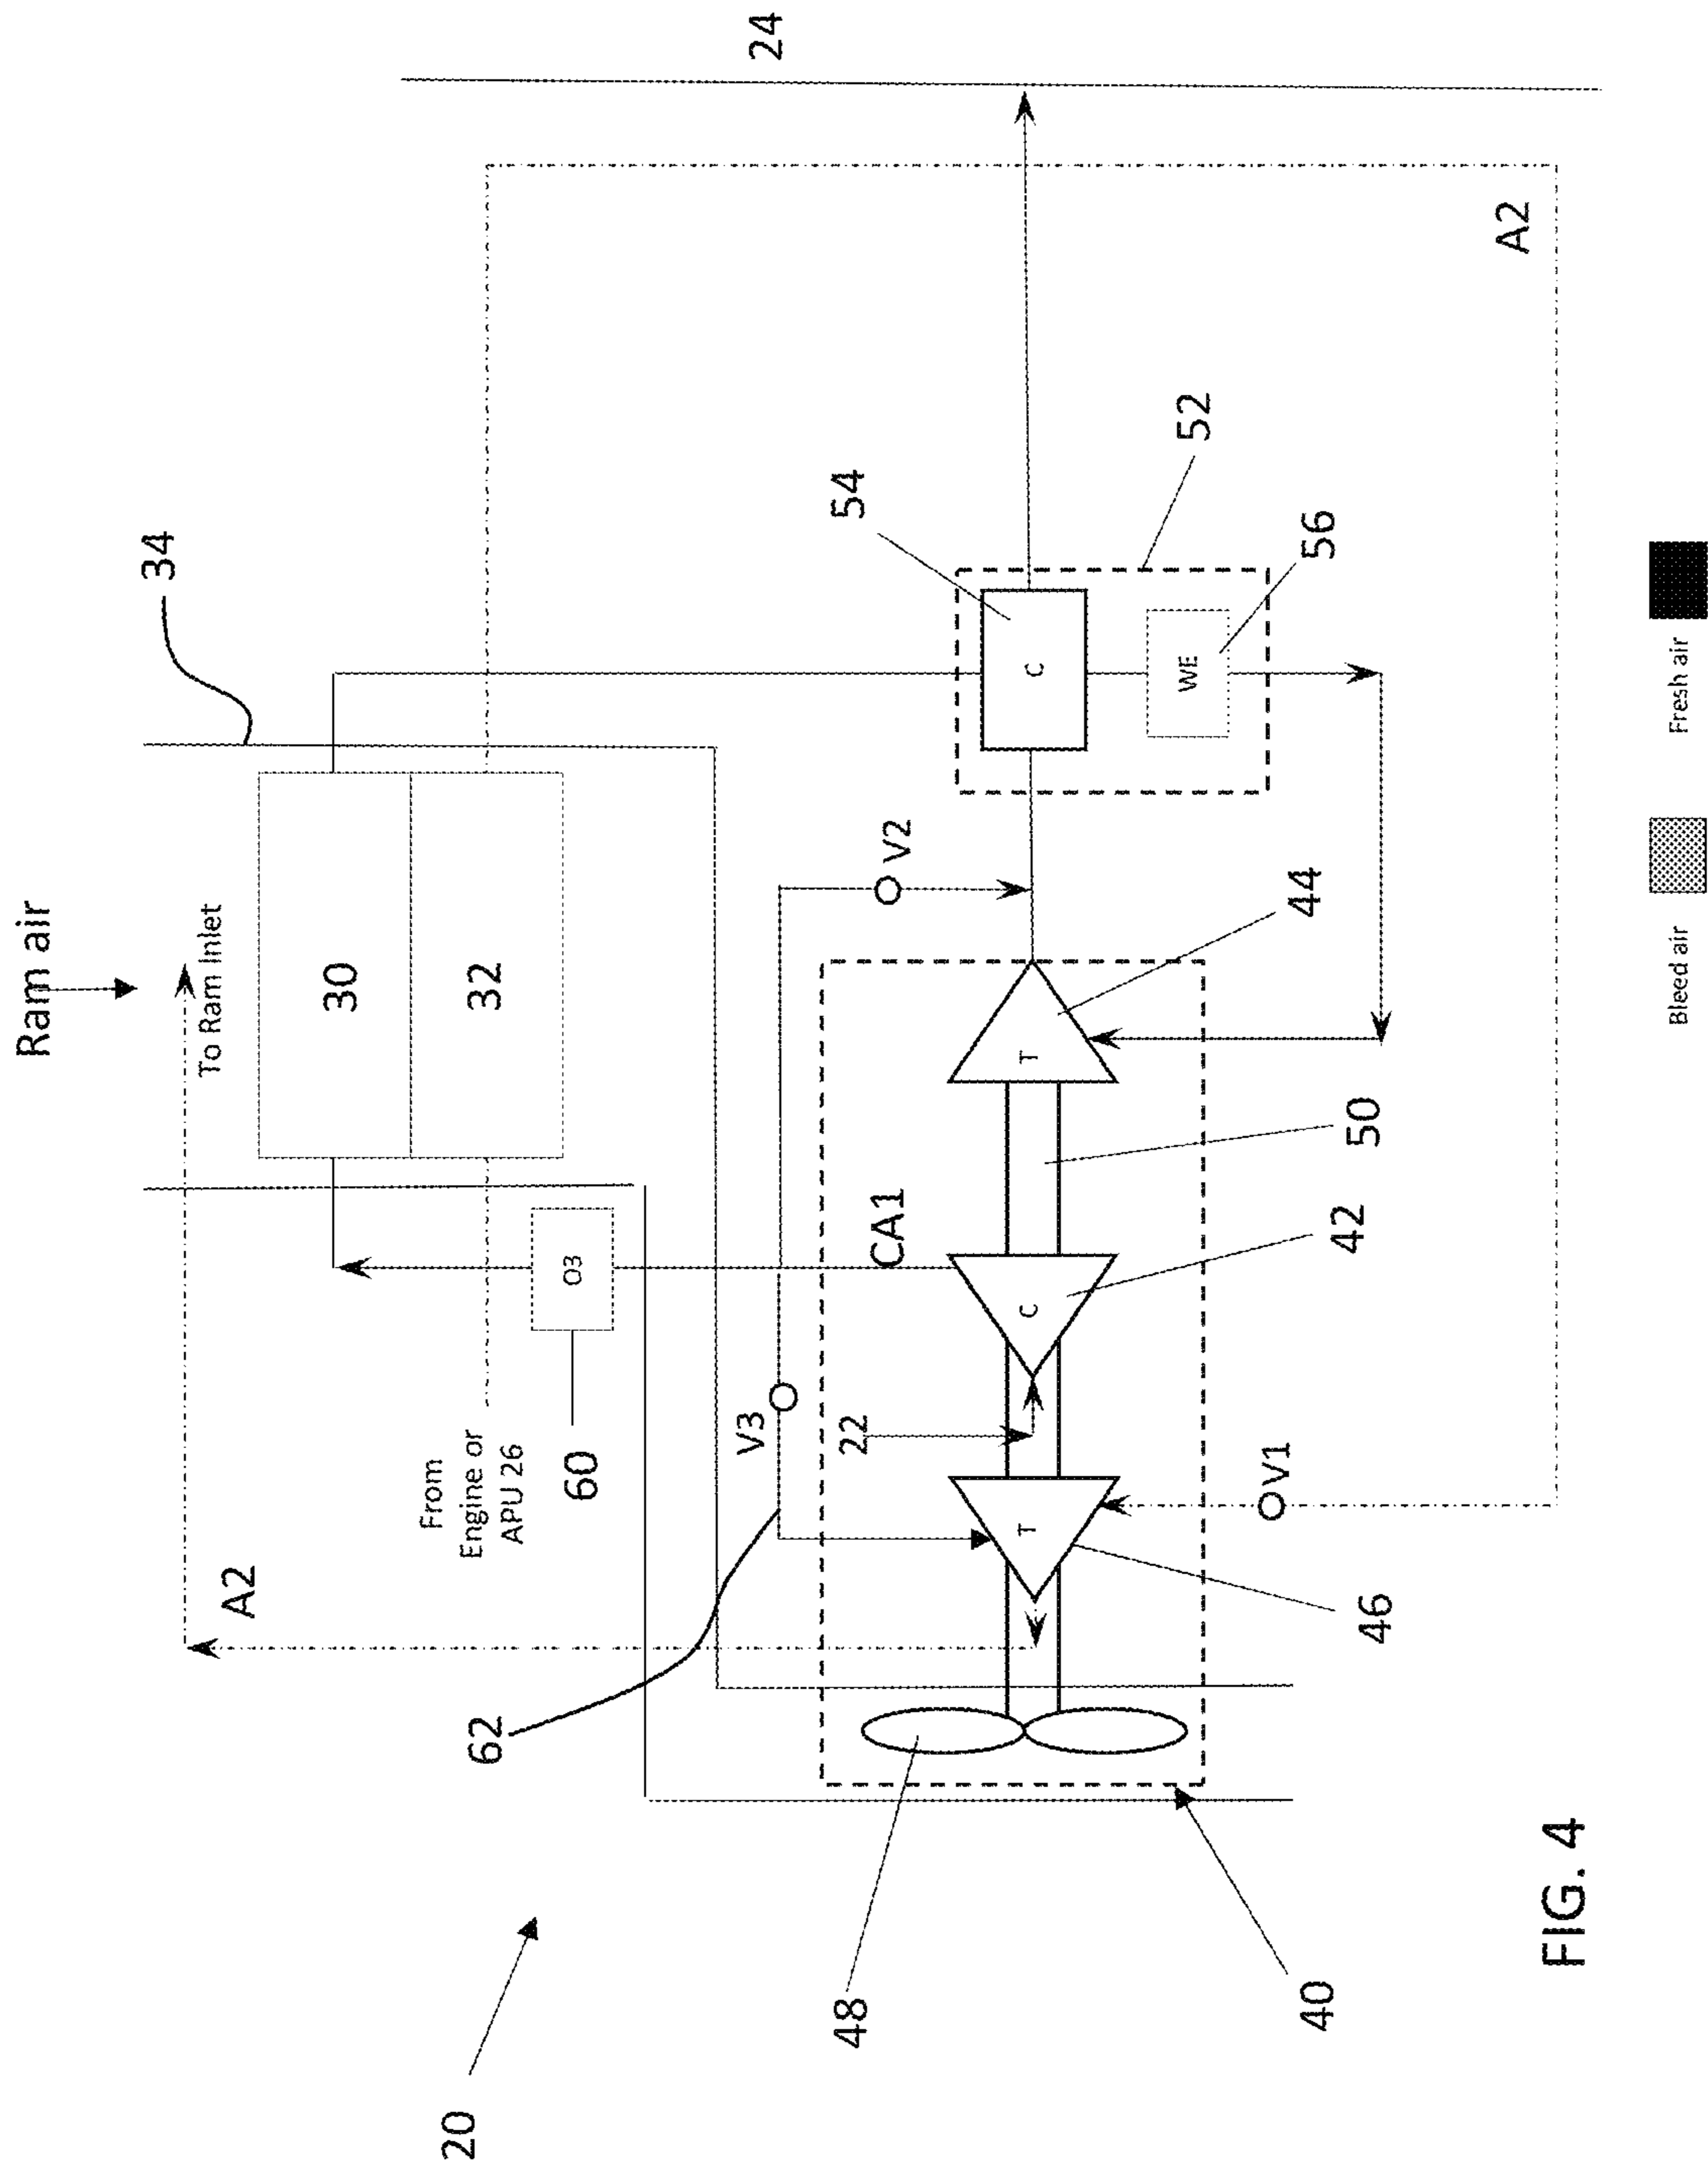 24
Ram air
34
To Ram Inlet
30
32
A2
52
54
56
C
WE
V2
44
T
50
CA1
42
C
O3
60
From
Engine or
APU 26
V3
22
V1
T
46
A2
62
48
40
20
Bleed air
Fresh air
FIG. 4